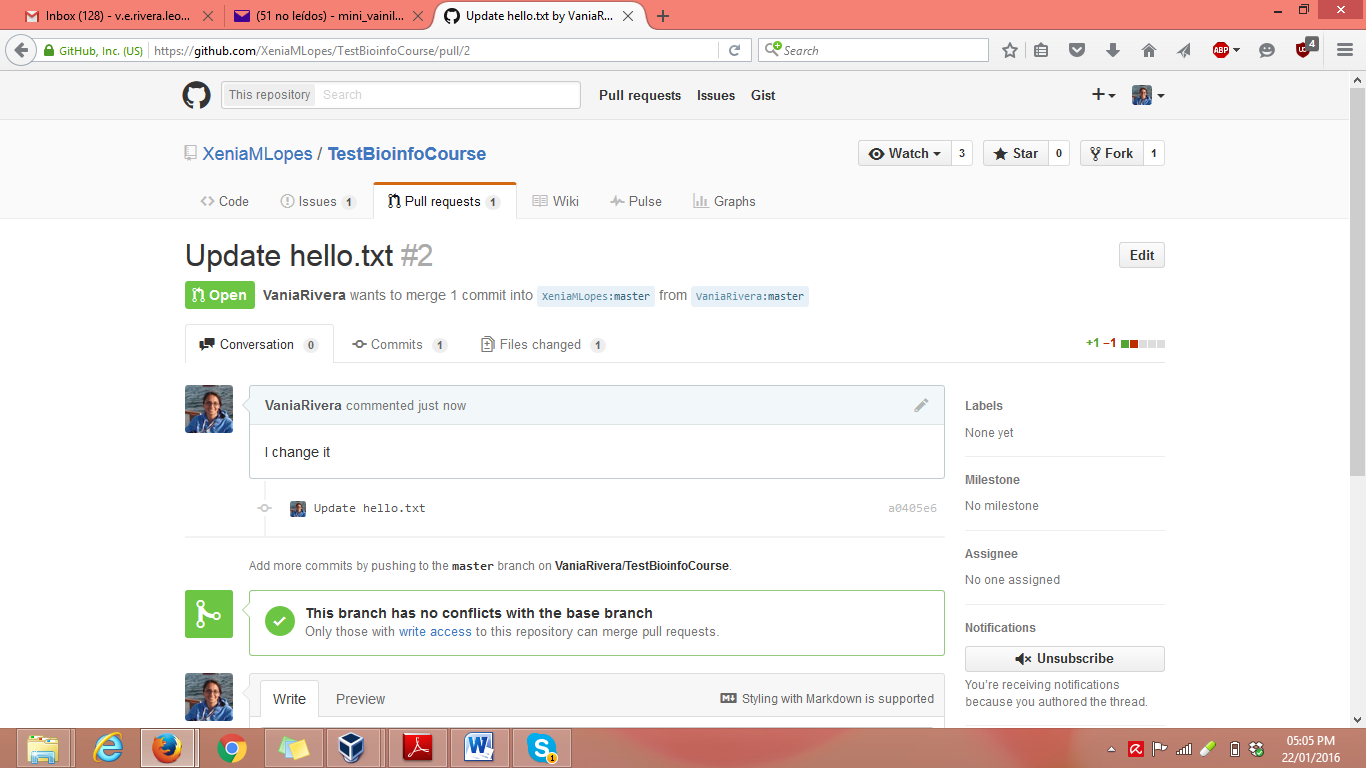 Inbox (128) - v.e.rivera.leo...
(51 no leídos) - mini_vainil...
Update hello.txt by VaniaR...
GitHub, Inc. (US)
https://github.com/XeniaMLopes/TestBioinfoCourse/pull/2
Search
ABP
4
This repository
Search
Pull requests
Issues
Gist
XeniaMLopes / TestBioinfoCourse
Watch
3
Star
0
Fork
1
Code
Issues 1
Pull requests 1
Wiki
Pulse
Graphs
Update hello.txt #2
Edit
Open
VaniaRivera wants to merge 1 commit into XeniaMLopes:master from VaniaRivera:master
Conversation 0
Commits 1
Files changed 1
+1 −1
VaniaRivera commented just now
I change it
Update hello.txt
a0405e6
Labels
None yet
Milestone
No milestone
Assignee
No one assigned
Add more commits by pushing to the master branch on VaniaRivera/TestBioinfoCourse.
This branch has no conflicts with the base branch
Only those with write access to this repository can merge pull requests.
Notifications
Unsubscribe
You're receiving notifications
because you authored the thread.
Write
Preview
Styling with Markdown is supported
1
05:05 PM
22/01/2016